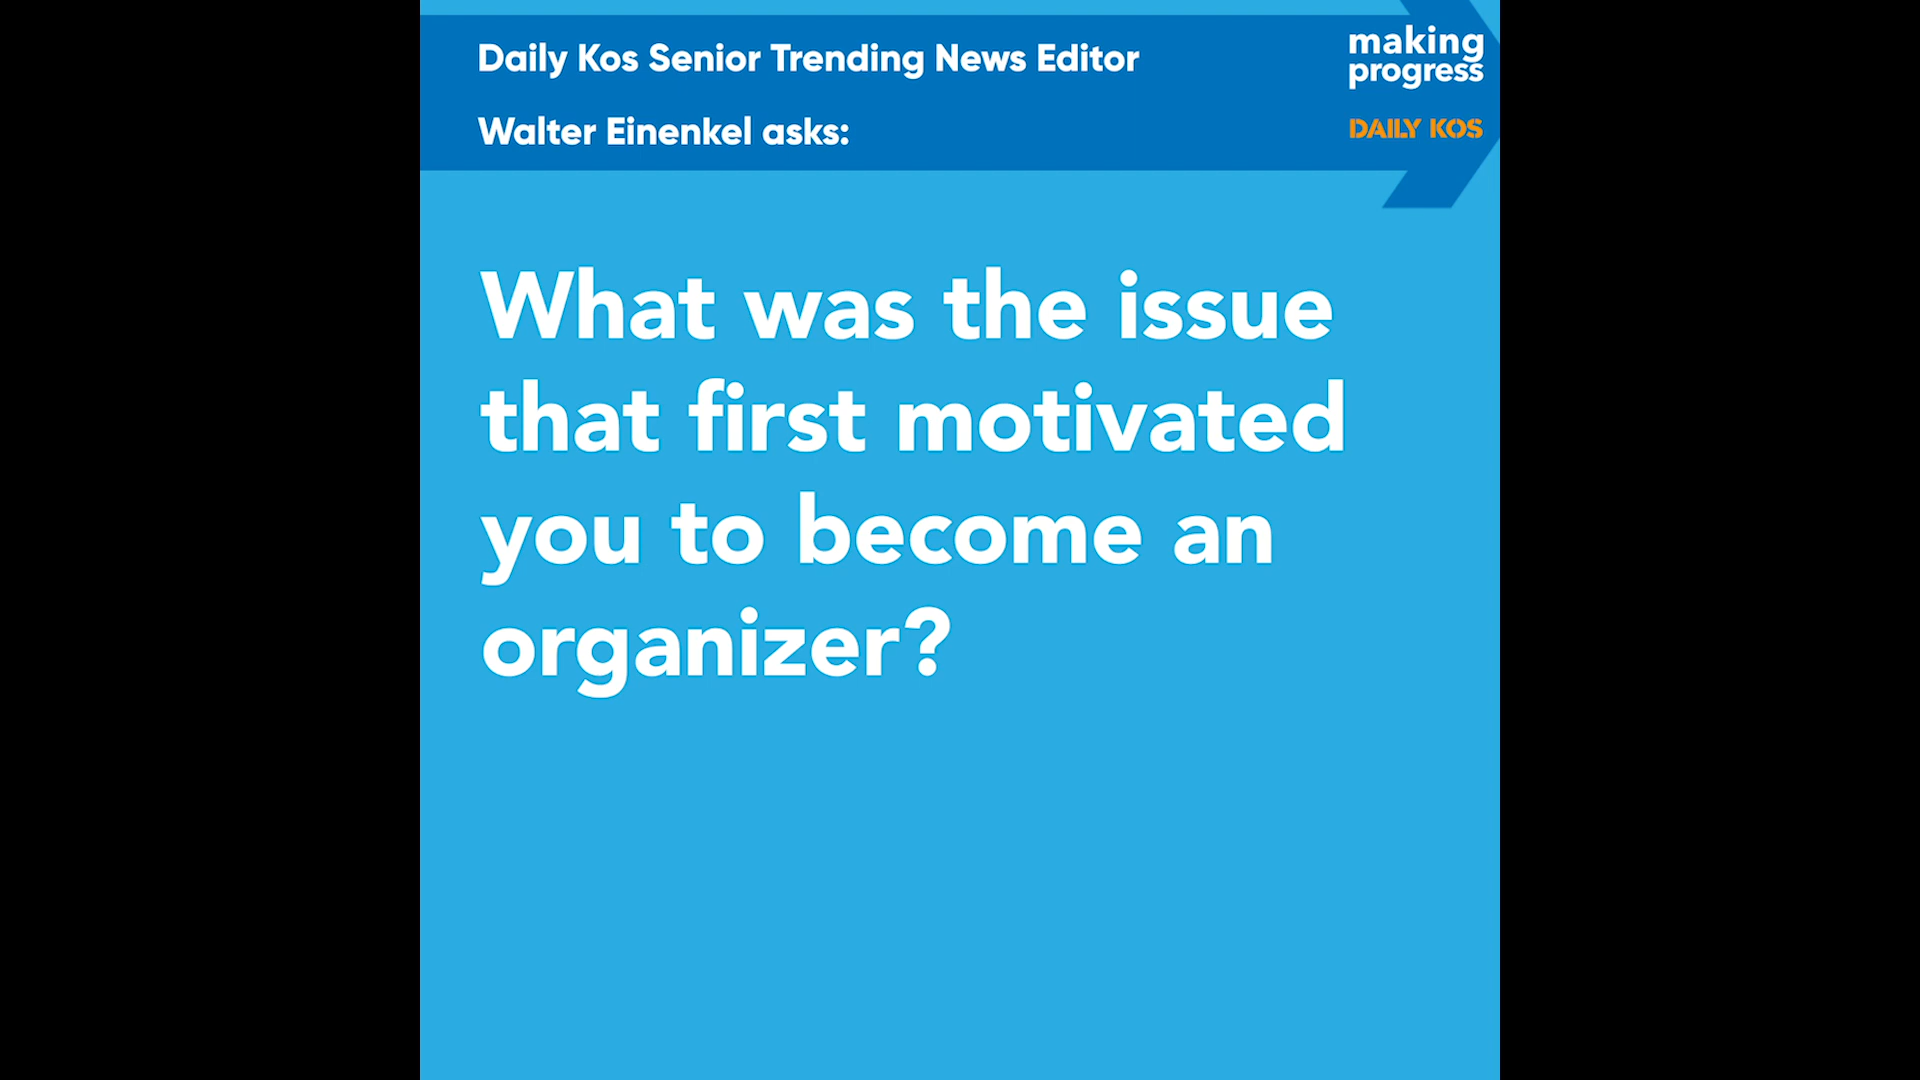 Daily Kos Senior Trending News Editor
Walter Einenkel asks:
making
progress
DAILY KOS
What was the issue
that first motivated
you to become an
organizer?